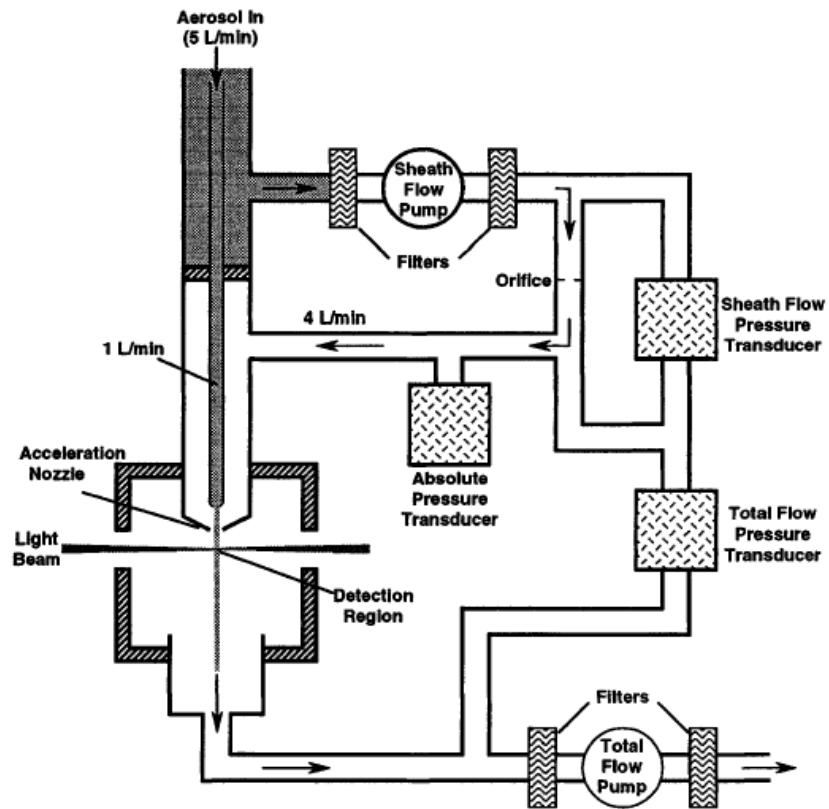 Aerosol In
(5 L/min)
Sheath
Flow
Pump
Filters
Orifice
Sheath Flow
Pressure
Transducer
4 L/min
1 L/min
Acceleration
Nozzle
Absolute
Pressure
Transducer
Total Flow
Pressure
Transducer
Light
Beam
Detection
Region
Filters
Total
Flow
Pump